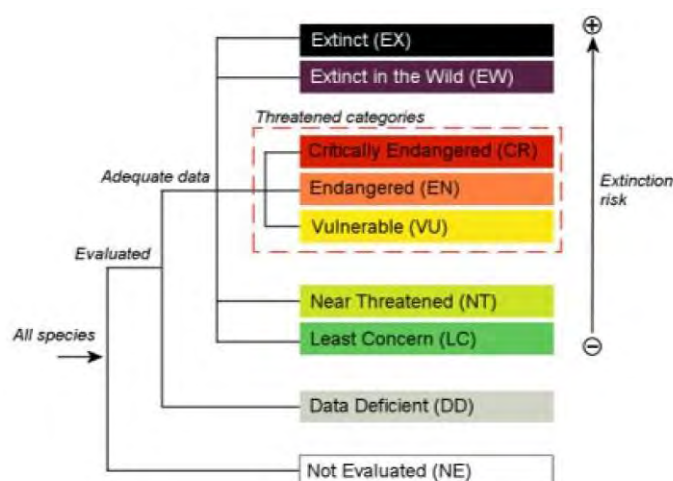 Extinct (EX)
Extinct in the Wild (EW)
Threatened categories
Critically Endangered (CR)
Adequate data
Endangered (EN)
Extinction
risk
Vulnerable (VU)
Evaluated
Near Threatened (NT)
All species
Least Concern (LC)
Data Deficient (DD)
Not Evaluated (NE)